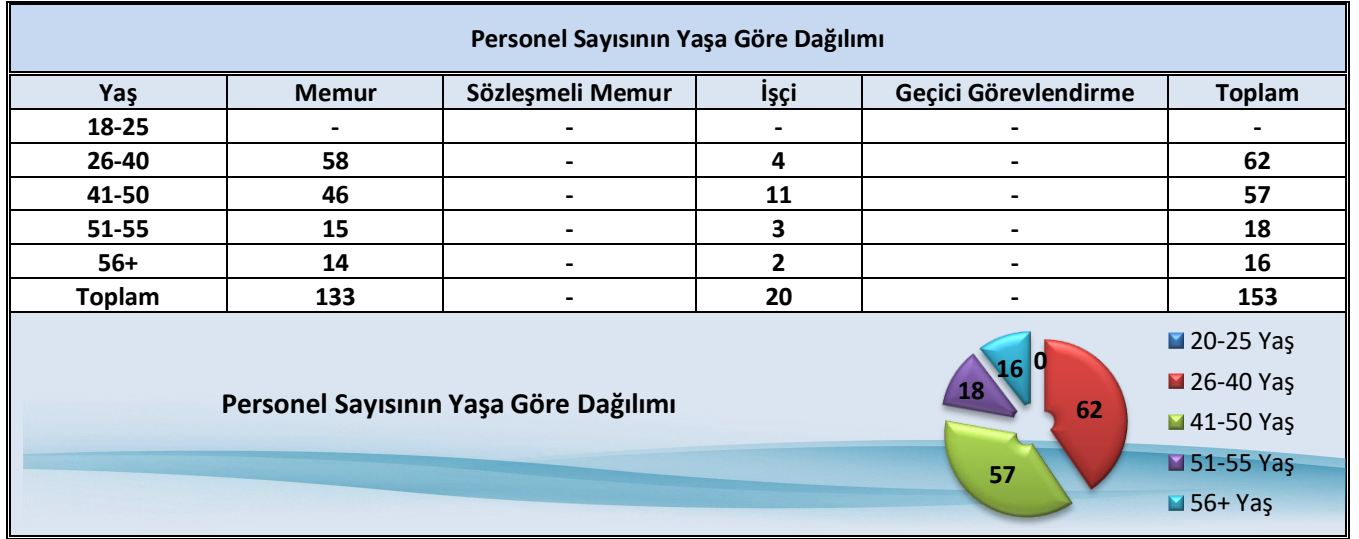 Personel Sayısının Yaşa Göre Dağılımı
Yaş Memur Sözleşmeli Memur İşçi Geçici Görevlendirme Toplam
18-25 - - - - -
26-40 58 - 4 - 62
41-50 46 - 11 - 57
51-55 15 - 3 - 18
56+ 14 - 2 - 16
Toplam 133 - 20 - 153
Personel Sayısının Yaşa Göre Dağılımı
0
62
57
18
16
20-25 Yaş
26-40 Yaş
41-50 Yaş
51-55 Yaş
56+ Yaş